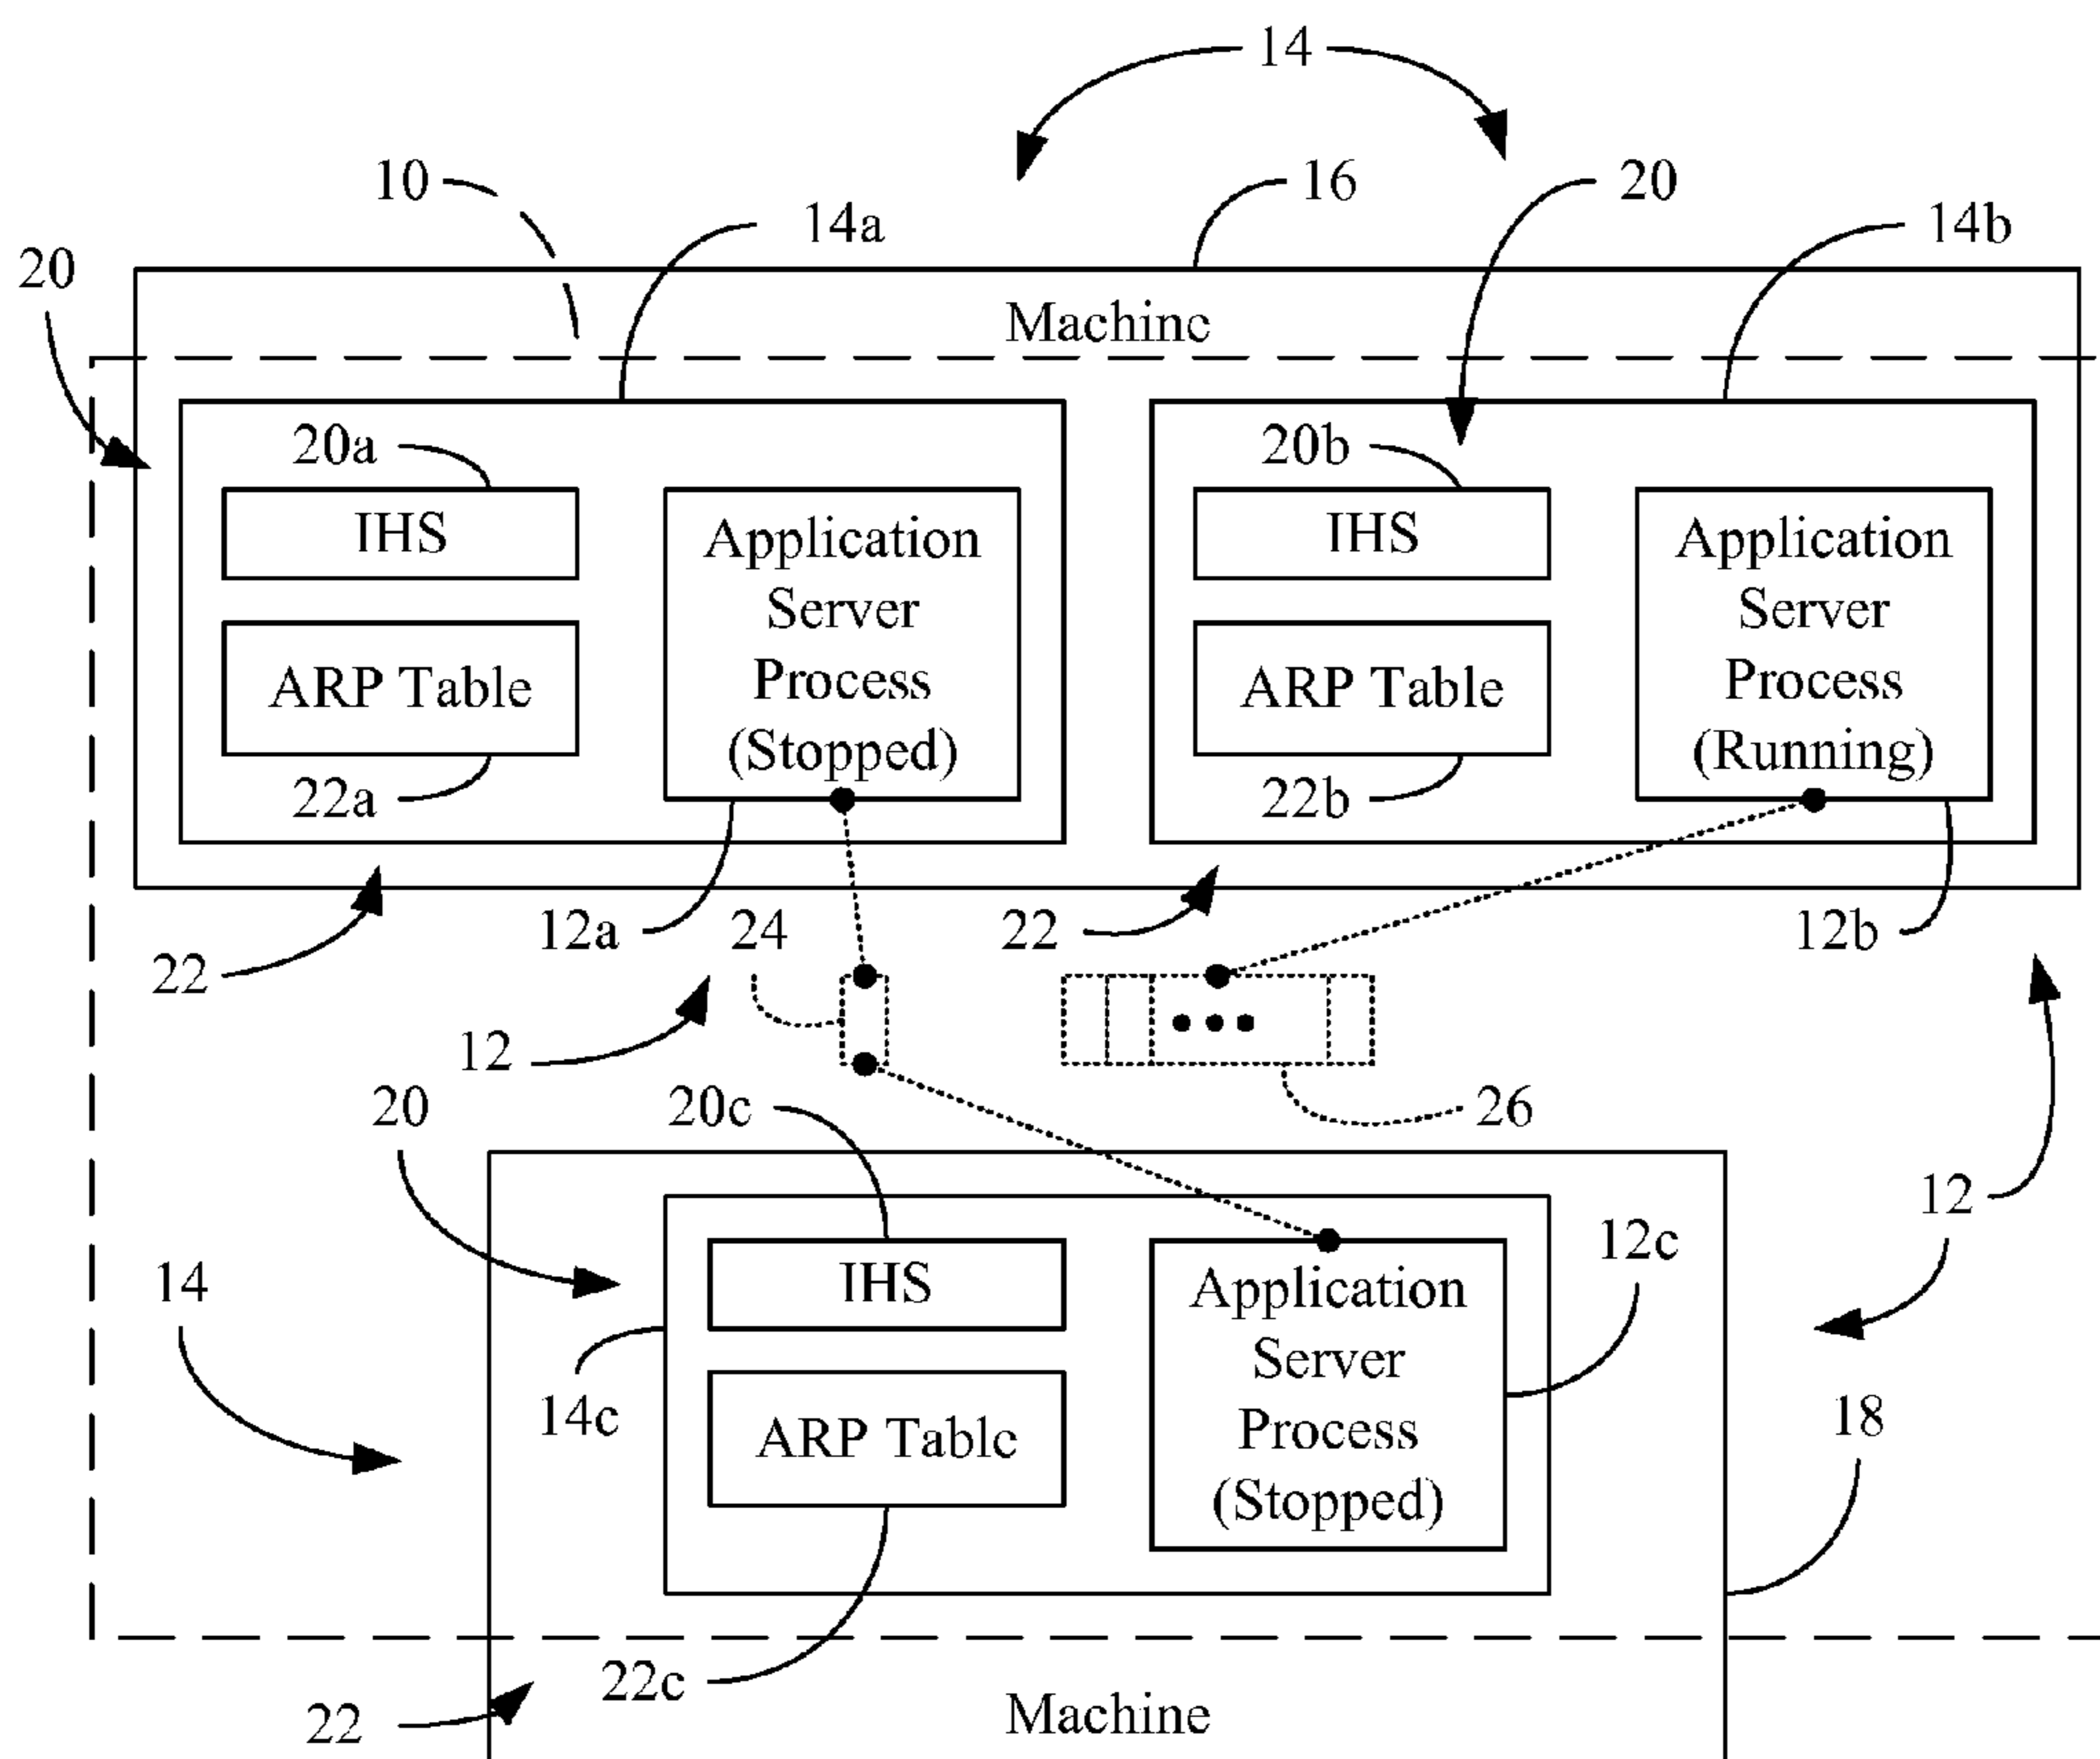 14
10
16
20
14a
14b
20
Machine
20a
20b
IHS
Application
Server
Process
(Stopped)
IHS
Application
Server
Process
(Running)
ARP Table
ARP Table
22a
22b
12a
24
22
12b
22
12
20
20c
26
12
14
IHS
Application
Server
Process
(Stopped)
12c
14c
ARP Table
18
22c
22
Machine